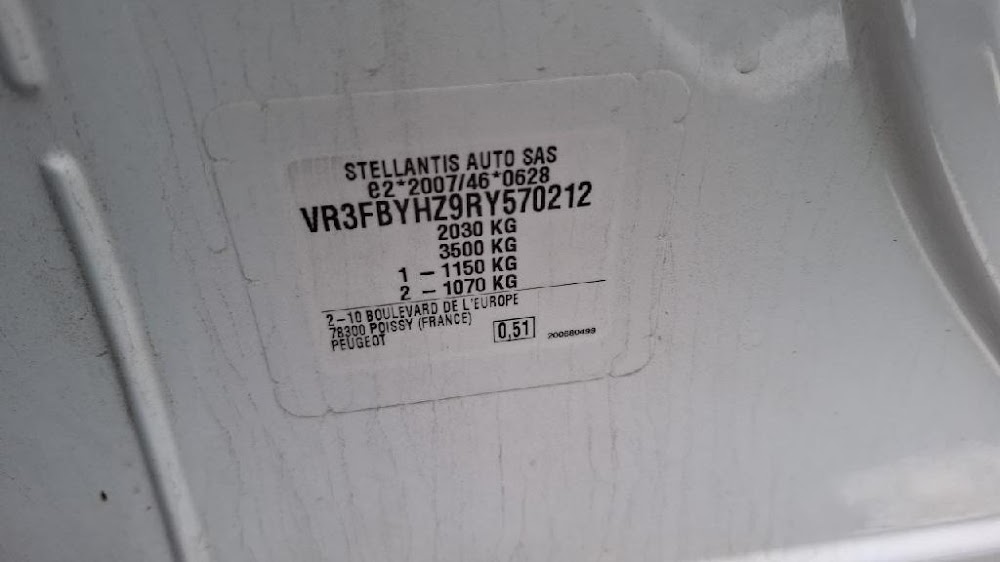 STELLANTIS AUTO SAS
e2*2007/46*0628
VR3FBYHZ9RY570212
2030 KG
3500 KG
1 - 1150 KG
2 - 1070 KG
2-10 BOULEVARD DE L'EUROPE
78300 POISSY (FRANCE)
PEUGEOT
0,51
200680499